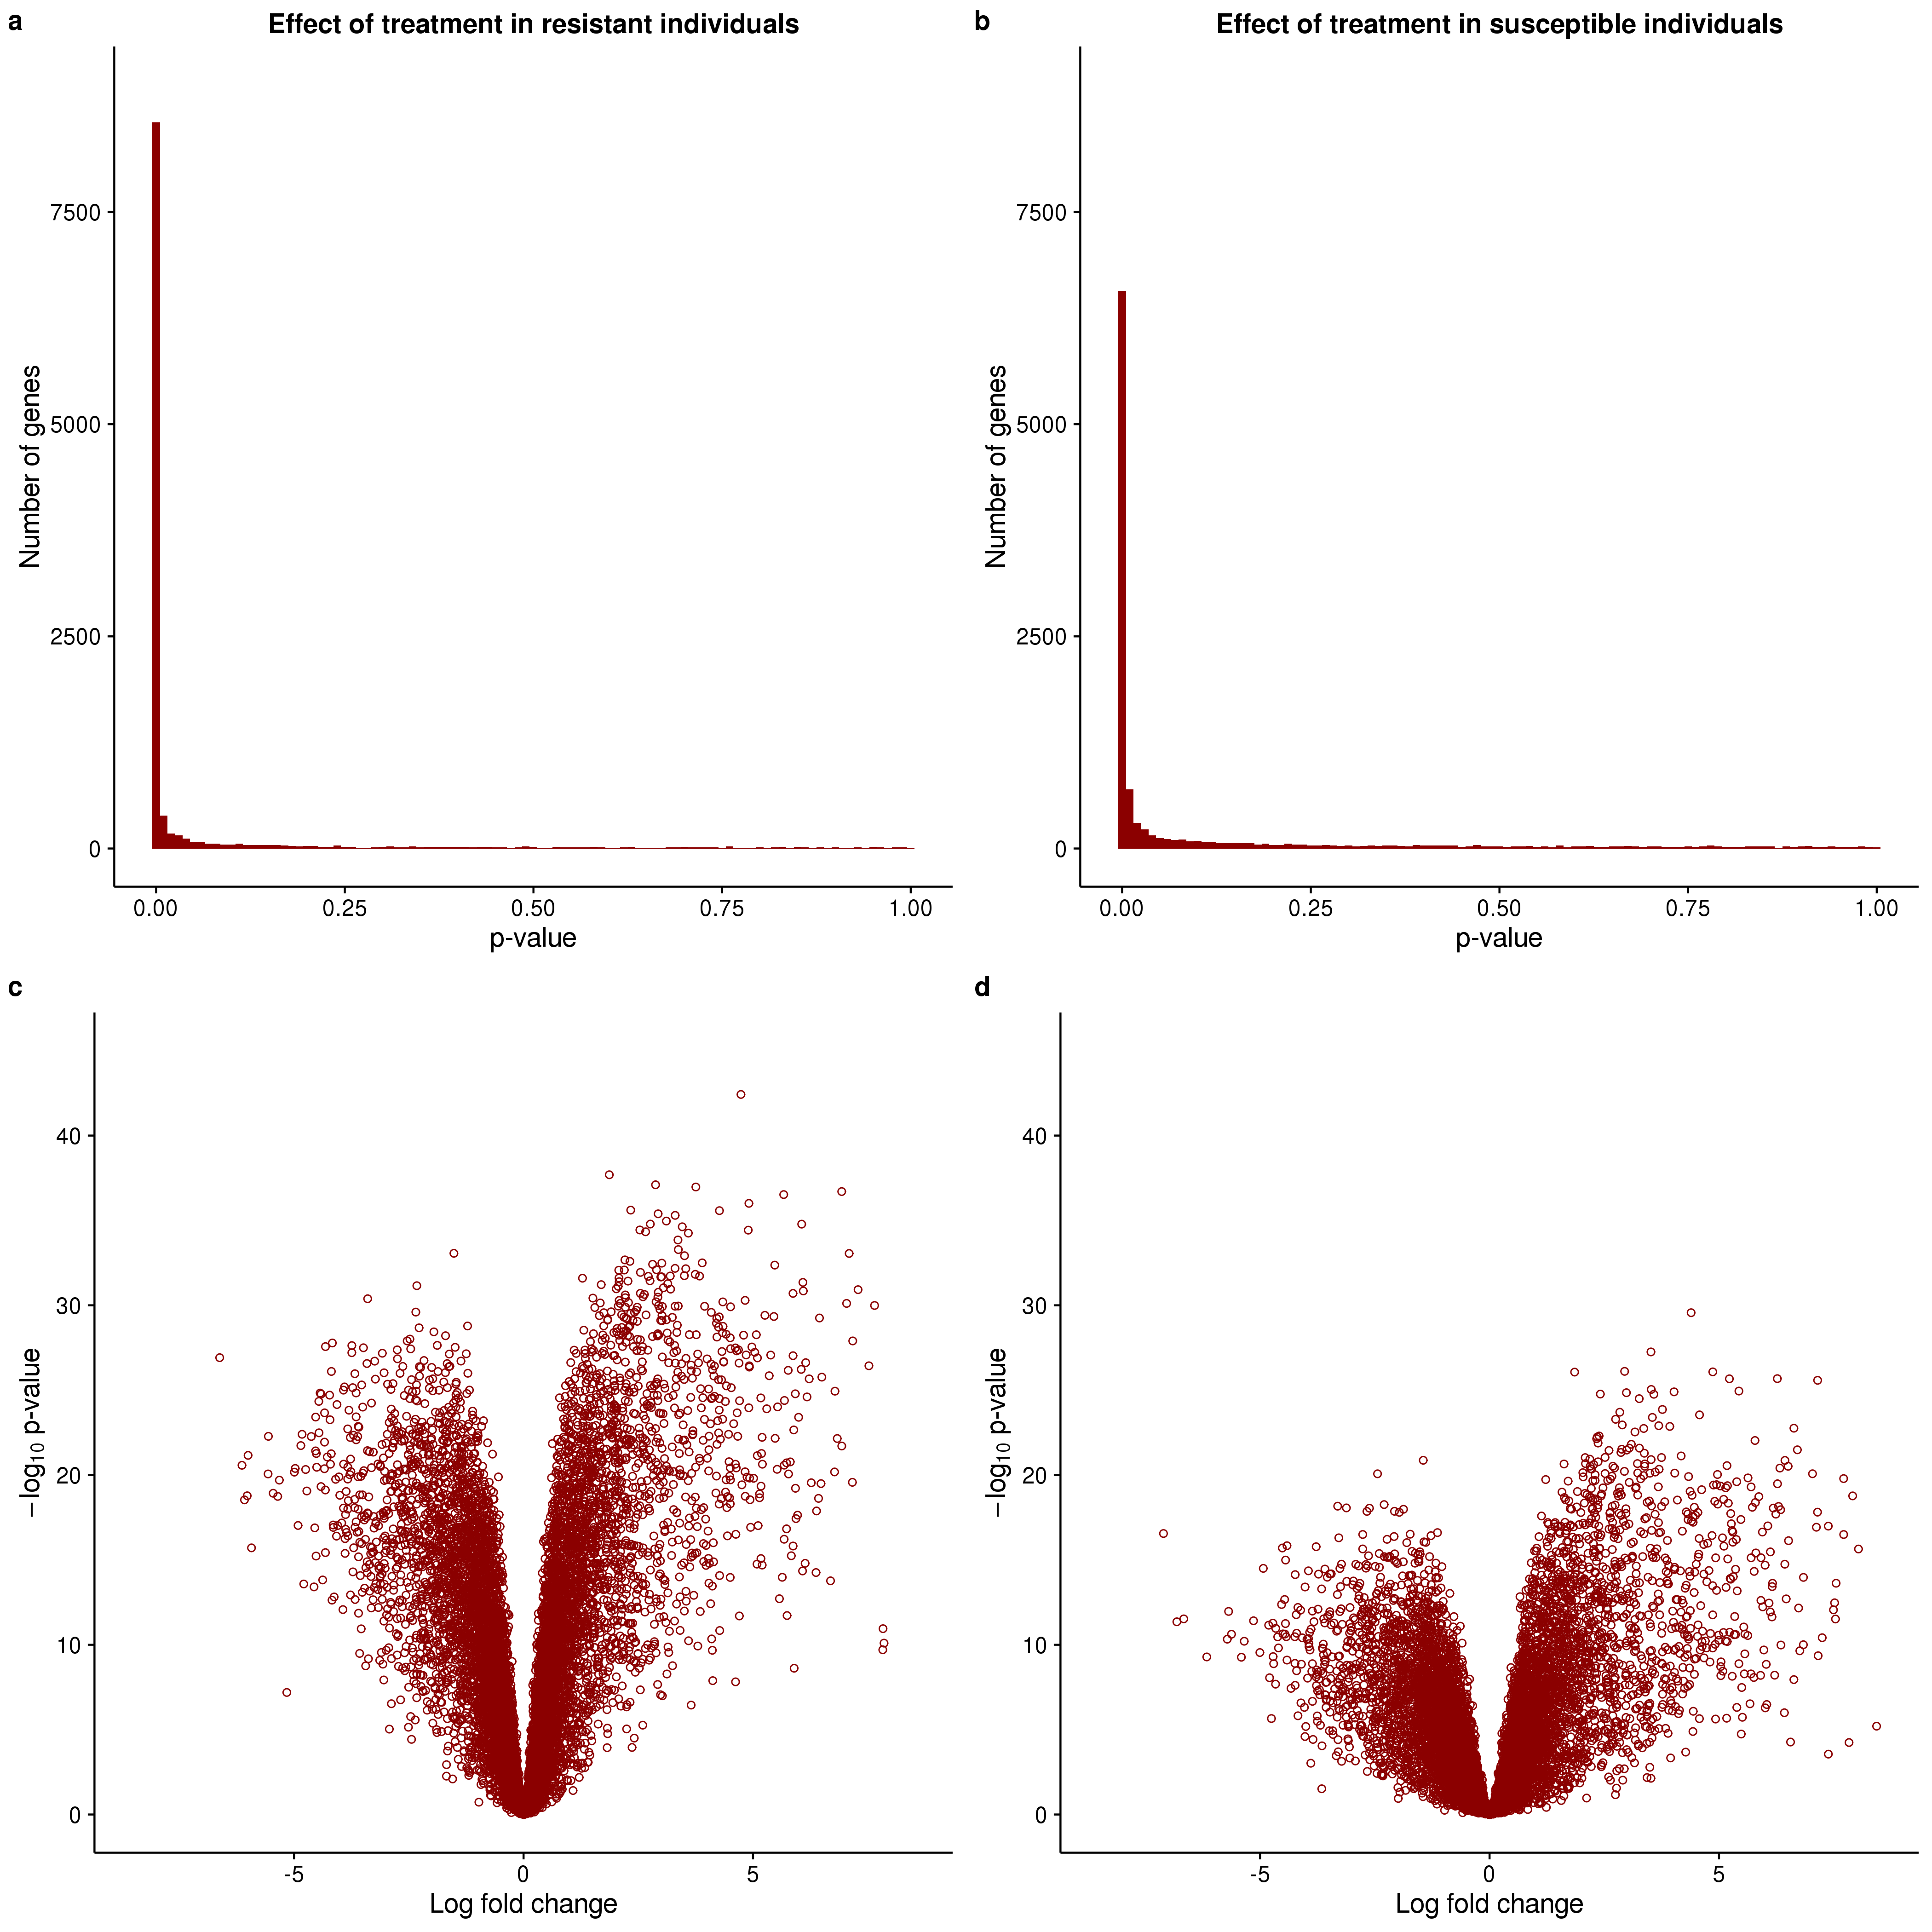 a
Effect of treatment in resistant individuals
Number of genes
7500
5000
2500
0
0.00 0.25 0.50 0.75 1.00
p-value
b
Effect of treatment in susceptible individuals
Number of genes
7500
5000
2500
0
0.00 0.25 0.50 0.75 1.00
p-value
c
−log10 p-value
40
30
20
10
0
-5 0 5
Log fold change
d
−log10 p-value
40
30
20
10
0
-5 0 5
Log fold change